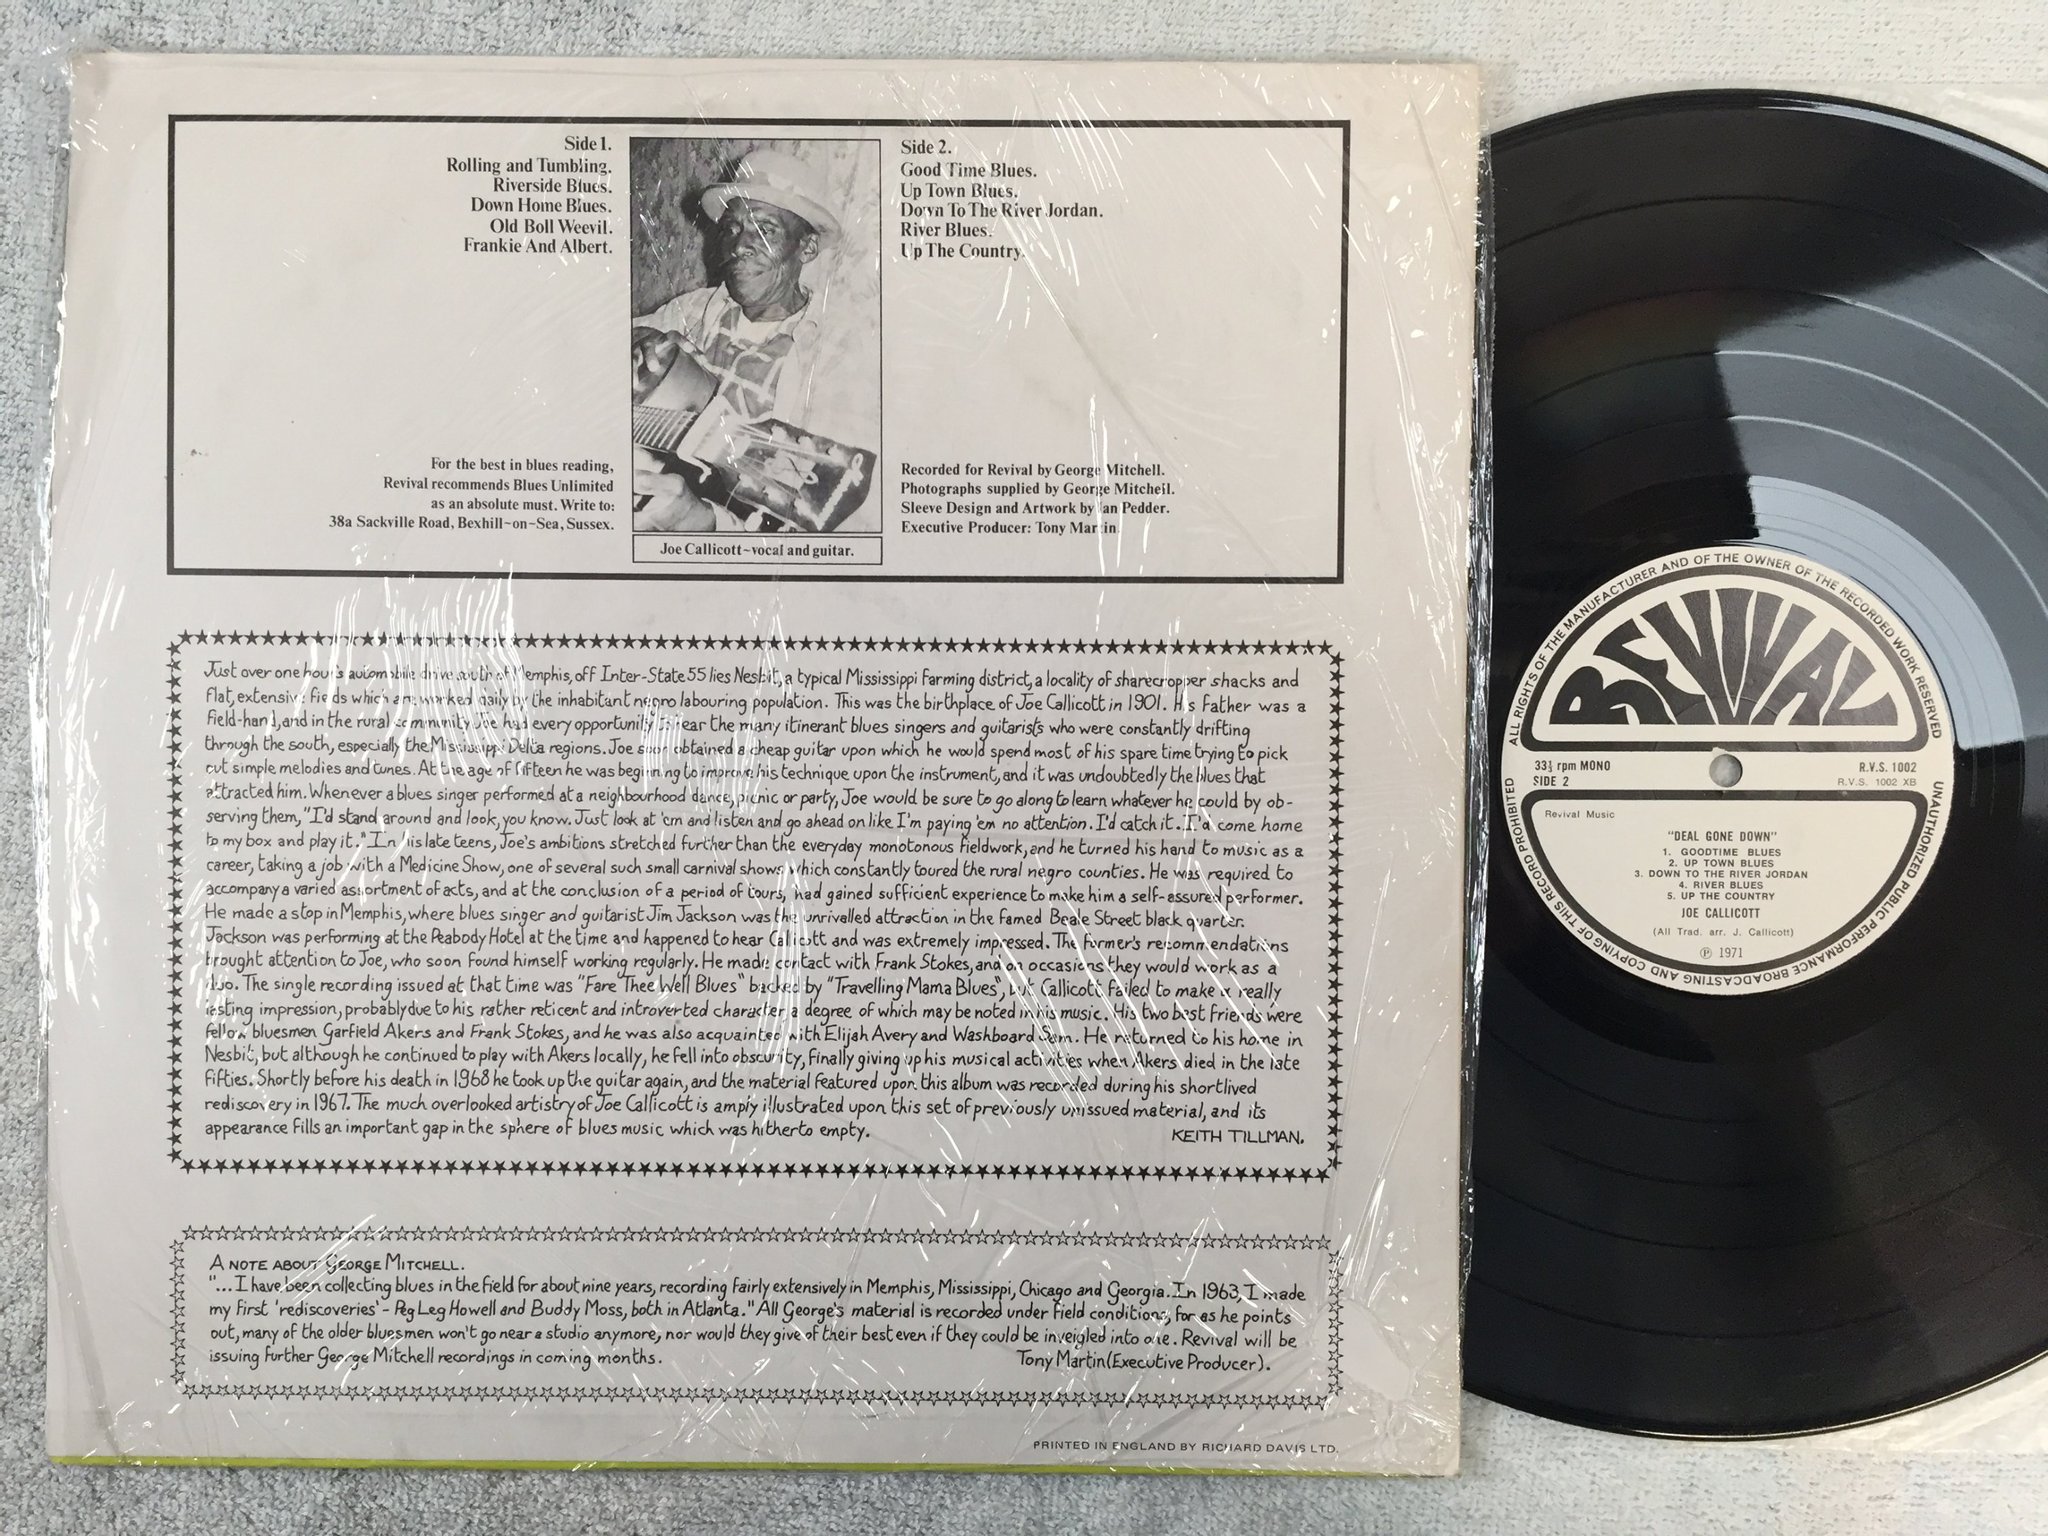 Side 1.
Rolling and Tumbling.
Riverside Blues.
Down Home Blues.
Old Boll Weevil.
Frankie And Albert.
For the best in blues reading,
Revival recommends Blues Unlimited
as an absolute must. Write to:
38a Sackville Road, Bexhill~on~Sea, Sussex.
Joe Callicott~vocal and guitar.
Side 2.
Good Time Blues.
Up Town Blues.
Down To The River Jordan.
River Blues.
Up The Country.
Recorded for Revival by George Mitchell.
Photographs supplied by George Mitchell.
Sleeve Design and Artwork by Ian Pedder.
Executive Producer: Tony Martin.
Just over one hour's automobile drive south of Memphis, off Inter-State 55 lies Nesbit, a typical Mississippi farming district, a locality of sharecropper shacks and
flat, extensive fields which are worked daily by the inhabitant negro labouring population. This was the birthplace of Joe Callicott in 1901. His father was a
field-hand, and in the rural community Joe had every opportunity to hear the many itinerant blues singers and guitarists who were constantly drifting
through the south, especially the Mississippi Delta regions. Joe soon obtained a cheap guitar upon which he would spend most of his spare time trying to pick
out simple melodies and tunes. At the age of fifteen he was beginning to improve his technique upon the instrument, and it was undoubtedly the blues that
attracted him. Whenever a blues singer performed at a neighbourhood dance, picnic or party, Joe would be sure to go along to learn whatever he could by ob-
serving them, "I'd stand around and look, you know. Just look at 'em and listen and go ahead on like I'm paying 'em no attention. I'd catch it. I'd come home
to my box and play it." In his late teens, Joe's ambitions stretched further than the everyday monotonous fieldwork, and he turned his hand to music as a
career, taking a job with a Medicine Show, one of several such small carnival shows which constantly toured the rural negro counties. He was required to
accompany a varied assortment of acts, and at the conclusion of a period of tours, had gained sufficient experience to make him a self-assured performer.
He made a stop in Memphis, where blues singer and guitarist Jim Jackson was the unrivalled attraction in the famed Beale Street black quarter.
Jackson was performing at the Peabody Hotel at the time and happened to hear Callicott and was extremely impressed. The former's recommendations
brought attention to Joe, who soon found himself working regularly. He made contact with Frank Stokes, and on occasions they would work as a
duo. The single recording issued at that time was "Fare Thee Well Blues" backed by "Travelling Mama Blues", but Callicott failed to make a really
lasting impression, probably due to his rather reticent and introverted character, a degree of which may be noted in his music. His two best friends were
fellow bluesmen Garfield Akers and Frank Stokes, and he was also acquainted with Elijah Avery and Washboard Sam. He returned to his home in
Nesbit, but although he continued to play with Akers locally, he fell into obscurity, finally giving up his musical activities when Akers died in the late
fifties. Shortly before his death in 1968 he took up the guitar again, and the material featured upon this album was recorded during his shortlived
rediscovery in 1967. The much overlooked artistry of Joe Callicott is amply illustrated upon this set of previously unissued material, and its
appearance fills an important gap in the sphere of blues music which was hitherto empty.
KEITH TILLMAN.
A NOTE ABOUT GEORGE MITCHELL.
"...I have been collecting blues in the field for about nine years, recording fairly extensively in Memphis, Mississippi, Chicago and Georgia. In 1963, I made
my first 'rediscoveries' - Peg Leg Howell and Buddy Moss, both in Atlanta." All George's material is recorded under field conditions, for as he points
out, many of the older bluesmen won't go near a studio anymore, nor would they give of their best even if they could be inveigled into one. Revival will be
issuing further George Mitchell recordings in coming months.
Tony Martin (Executive Producer).
PRINTED IN ENGLAND BY RICHARD DAVIS LTD.
ALL RIGHTS OF THE MANUFACTURER AND OF THE OWNER OF THE RECORDED WORK RESERVED
UNAUTHORIZED PUBLIC PERFORMANCE BROADCASTING AND COPYING OF THIS RECORD PROHIBITED
REVIVAL
33⅓ rpm MONO
SIDE 2
R.V.S. 1002
R.V.S. 1002 XB
Revival Music
"DEAL GONE DOWN"
1. GOODTIME BLUES
2. UP TOWN BLUES
3. DOWN TO THE RIVER JORDAN
4. RIVER BLUES
5. UP THE COUNTRY
JOE CALLICOTT
(All Trad. arr. J. Callicott)
℗ 1971